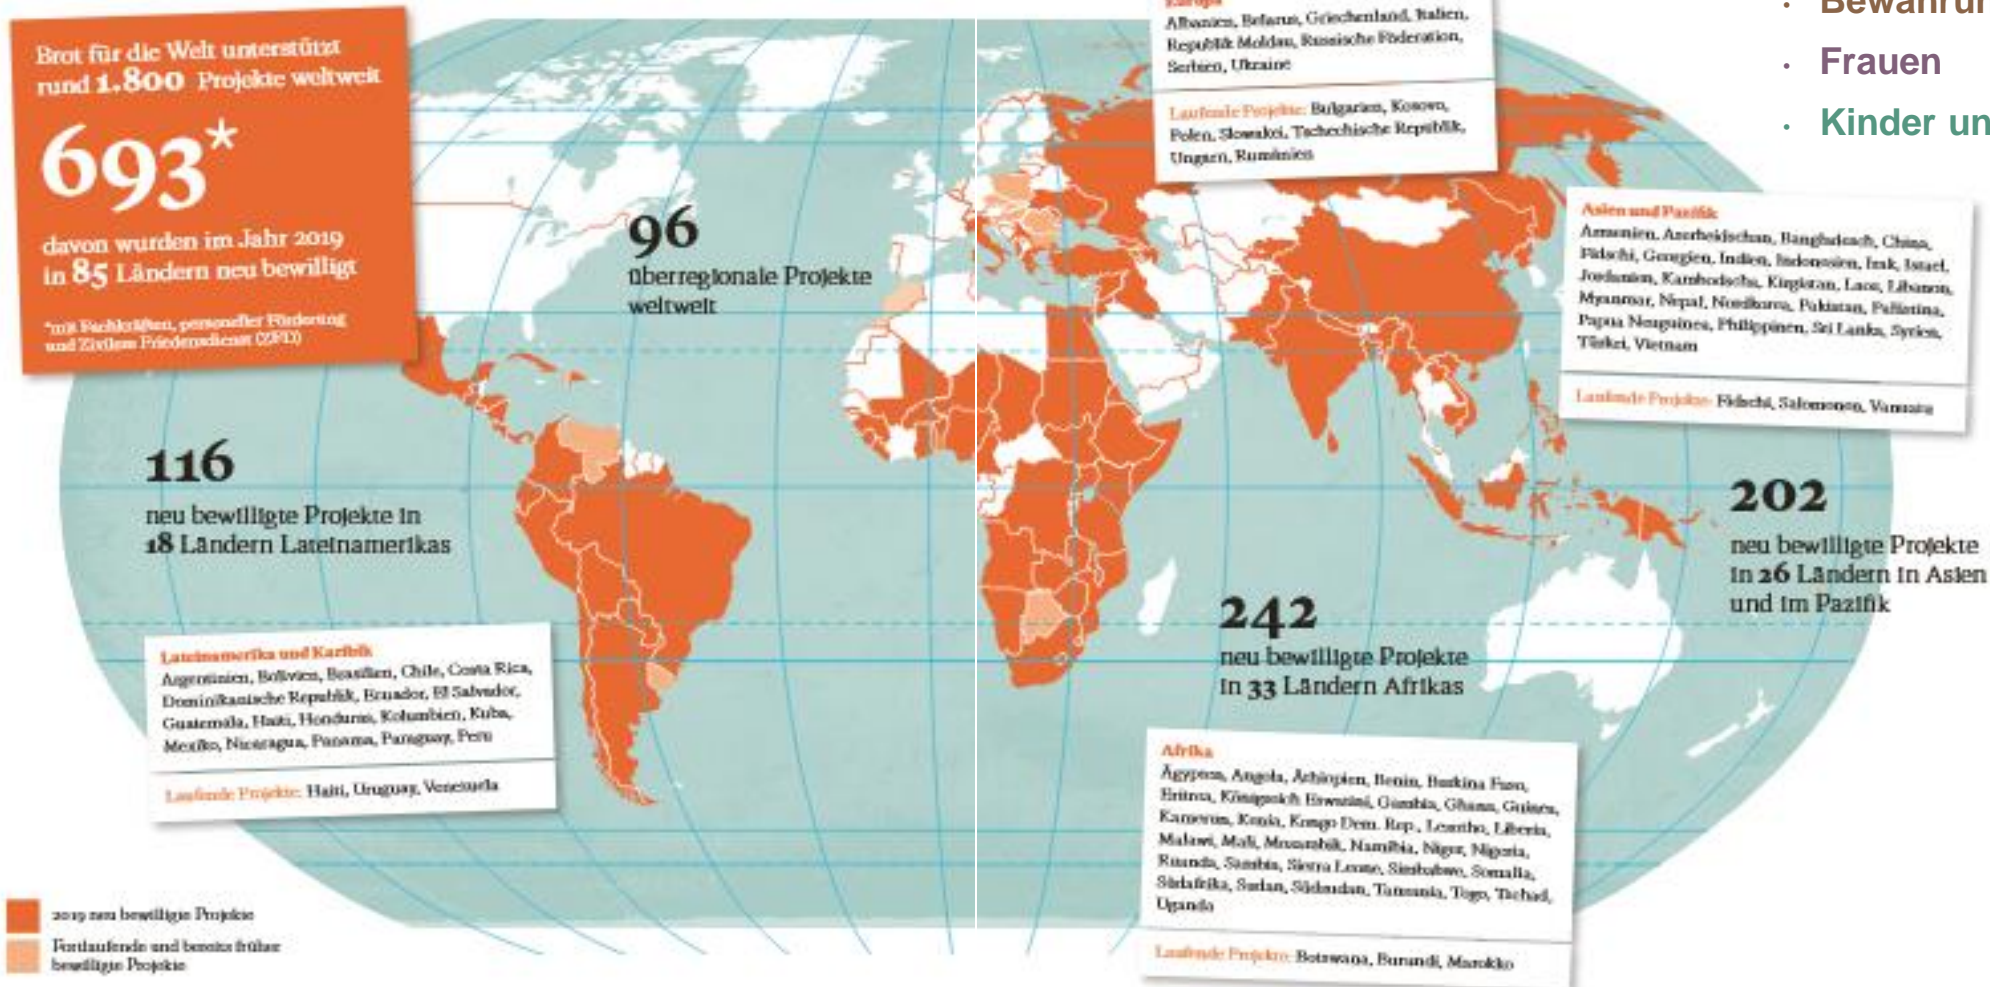 Brot für die Welt unterstützt
rund 1.800 Projekte weltweit
693*
davon wurden im Jahr 2019
in 85 Ländern neu bewilligt
*mit Fachkräften, personeller Förderung
und Zivilem Friedensdienst (ZFD)
96
überregionale Projekte
weltweit
Europa
Albanien, Belarus, Griechenland, Italien,
Republik Moldau, Russische Föderation,
Serbien, Ukraine
Laufende Projekte: Bulgarien, Kosovo,
Polen, Slowakei, Tschechische Republik,
Ungarn, Rumänien
· Frauen
· Kinder un
Asien und Pazifik
Armenien, Aserbeidschan, Bangladesch, China,
Fidschi, Georgien, Indien, Indonesien, Irak, Israel,
Jordanien, Kambodscha, Kirgistan, Laos, Libanon,
Myanmar, Nepal, Nordkorea, Pakistan, Palästina,
Papua Neuguinea, Philippinen, Sri Lanka, Syrien,
Türkei, Vietnam
Laufende Projekte: Fidschi, Salomonen, Vanuatu
116
neu bewilligte Projekte in
18 Ländern Lateinamerikas
202
neu bewilligte Projekte
in 26 Ländern in Asien
und im Pazifik
242
neu bewilligte Projekte
in 33 Ländern Afrikas
Lateinamerika und Karibik
Argentinien, Bolivien, Brasilien, Chile, Costa Rica,
Dominikanische Republik, Ecuador, El Salvador,
Guatemala, Haiti, Honduras, Kolumbien, Kuba,
Mexiko, Nicaragua, Panama, Paraguay, Peru
Laufende Projekte: Haiti, Uruguay, Venezuela
Afrika
Ägypten, Angola, Äthiopien, Benin, Burkina Faso,
Eritrea, Königreich Eswatini, Gambia, Ghana, Guinea,
Kamerun, Kenia, Kongo Dem. Rep., Lesotho, Liberia,
Malawi, Mali, Mosambik, Namibia, Niger, Nigeria,
Ruanda, Sambia, Sierra Leone, Simbabwe, Somalia,
Südafrika, Sudan, Südsudan, Tansania, Togo, Tschad,
Uganda
Laufende Projekte: Botswana, Burundi, Marokko
2019 neu bewilligte Projekte
Fortlaufende und bereits früher
bewilligte Projekte